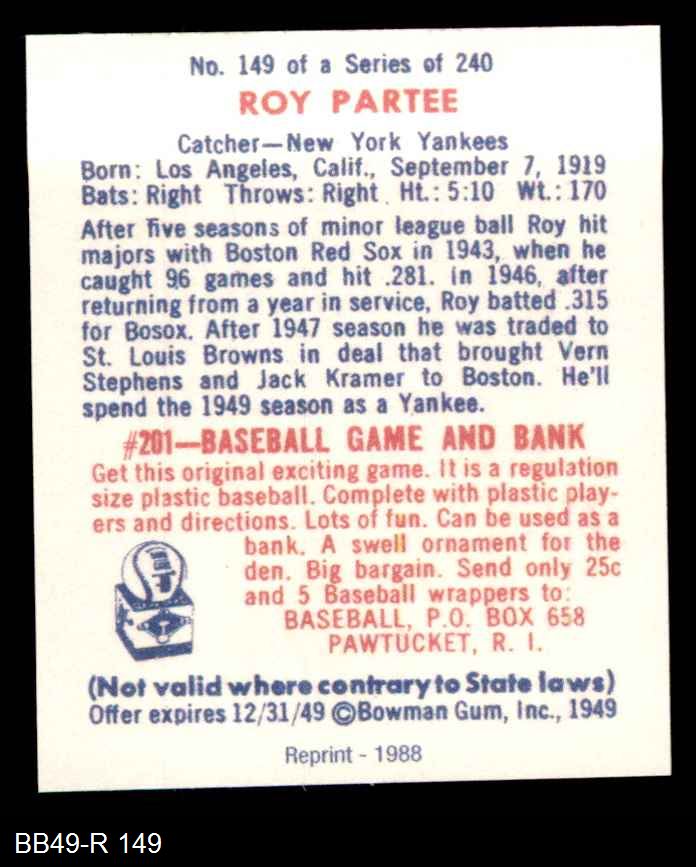 No. 149 of a Series of 240
ROY PARTEE
Catcher—New York Yankees
Born: Los Angeles, Calif., September 7, 1919
Bats: Right Throws: Right Ht.: 5:10 Wt.: 170
After five seasons of minor league ball Roy hit
majors with Boston Red Sox in 1943, when he
caught 96 games and hit .281. In 1946, after
returning from a year in service, Roy batted .315
for Bosox. After 1947 season he was traded to
St. Louis Browns in deal that brought Vern
Stephens and Jack Kramer to Boston. He'll
spend the 1949 season as a Yankee.
#201—BASEBALL GAME AND BANK
Get this original exciting game. It is a regulation
size plastic baseball. Complete with plastic play-
ers and directions. Lots of fun. Can be used as a
bank. A swell ornament for the
den. Big bargain. Send only 25c
and 5 Baseball wrappers to:
BASEBALL, P.O. BOX 658
PAWTUCKET, R. I.
(Not valid where contrary to State laws)
Offer expires 12/31/49 ©Bowman Gum, Inc., 1949
Reprint - 1988
BB49-R 149